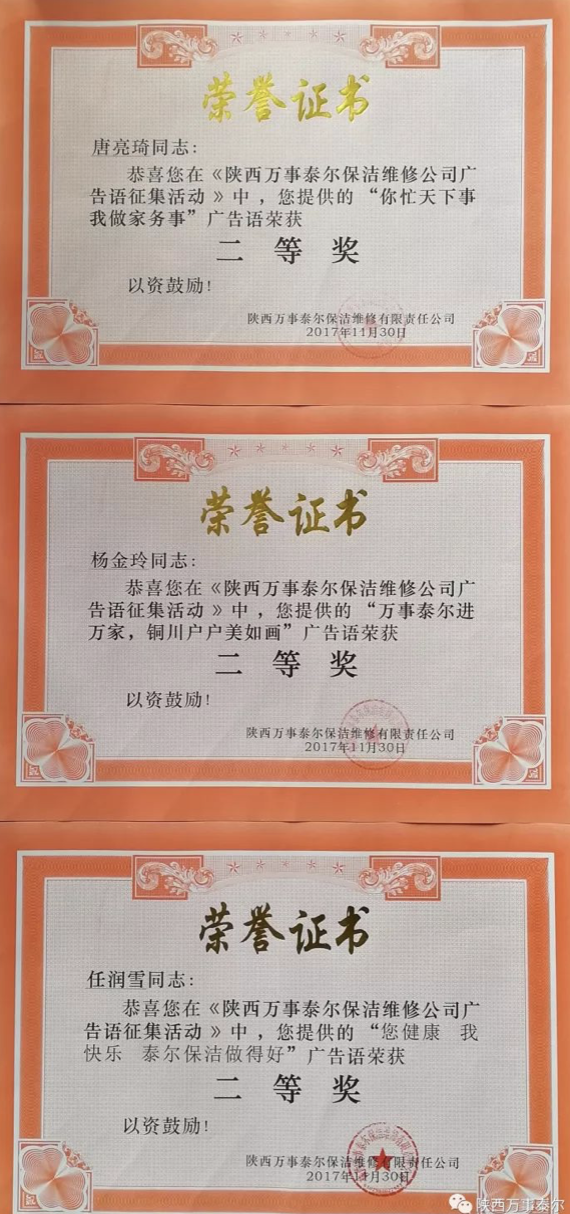 荣誉证书
唐亮琦同志：
恭喜您在《陕西万事泰尔保洁维修公司广
告语征集活动》中，您提供的“你忙天下事
我做家务事”广告语荣获
二等奖
以资鼓励！
陕西万事泰尔保洁维修有限责任公司
2017年11月30日
荣誉证书
杨金玲同志：
恭喜您在《陕西万事泰尔保洁维修公司广
告语征集活动》中，您提供的“万事泰尔进
万家，铜川户户美如画”广告语荣获
二等奖
以资鼓励！
陕西万事泰尔保洁维修有限责任公司
2017年11月30日
荣誉证书
任润雪同志：
恭喜您在《陕西万事泰尔保洁维修公司广
告语征集活动》中，您提供的“您健康 我
快乐 泰尔保洁做得好”广告语荣获
二等奖
以资鼓励！
陕西万事泰尔保洁维修有限责任公司
2017年11月30日
陕西万事泰尔